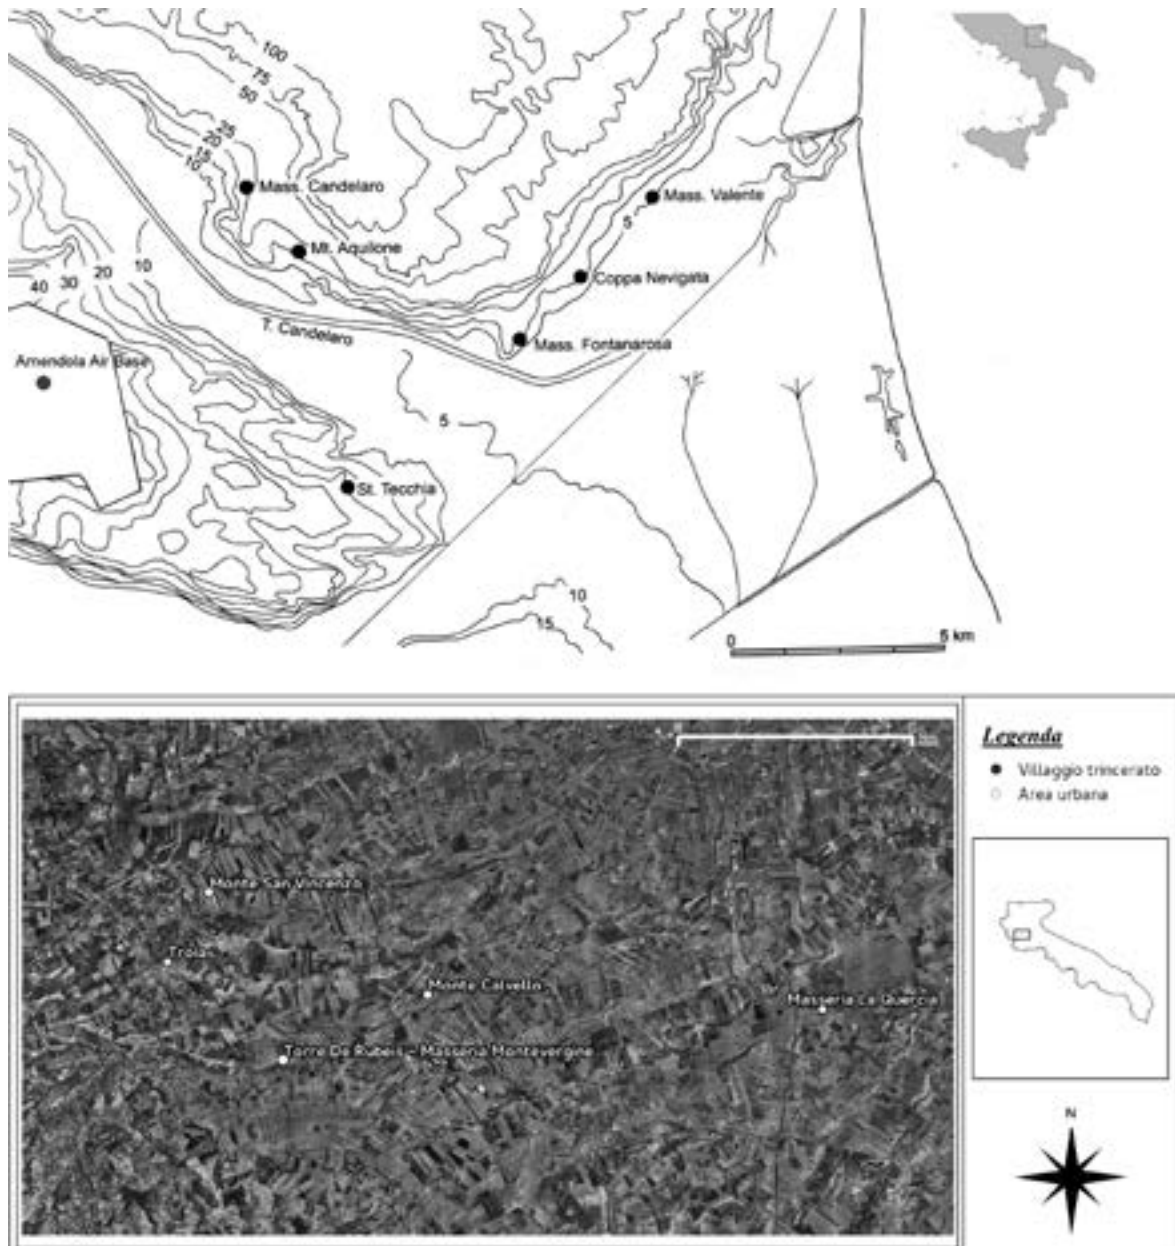 100
75
50
25
20
15
10
Mass. Candelaro
Mass. Valente
5
Mt. Aquilone
Coppa Nevigata
40 30 20 10
T. Candelaro
Mass. Fontanarosa
Amendola Air Base
5
St. Tecchia
10
15
0 5 km
Legenda
Villaggio trincerato
Area urbana
Monte San Vincenzo
Troia
Monte Calvello
Masseria La Quercia
Torre De Rubeis - Masseria Montevergine
N